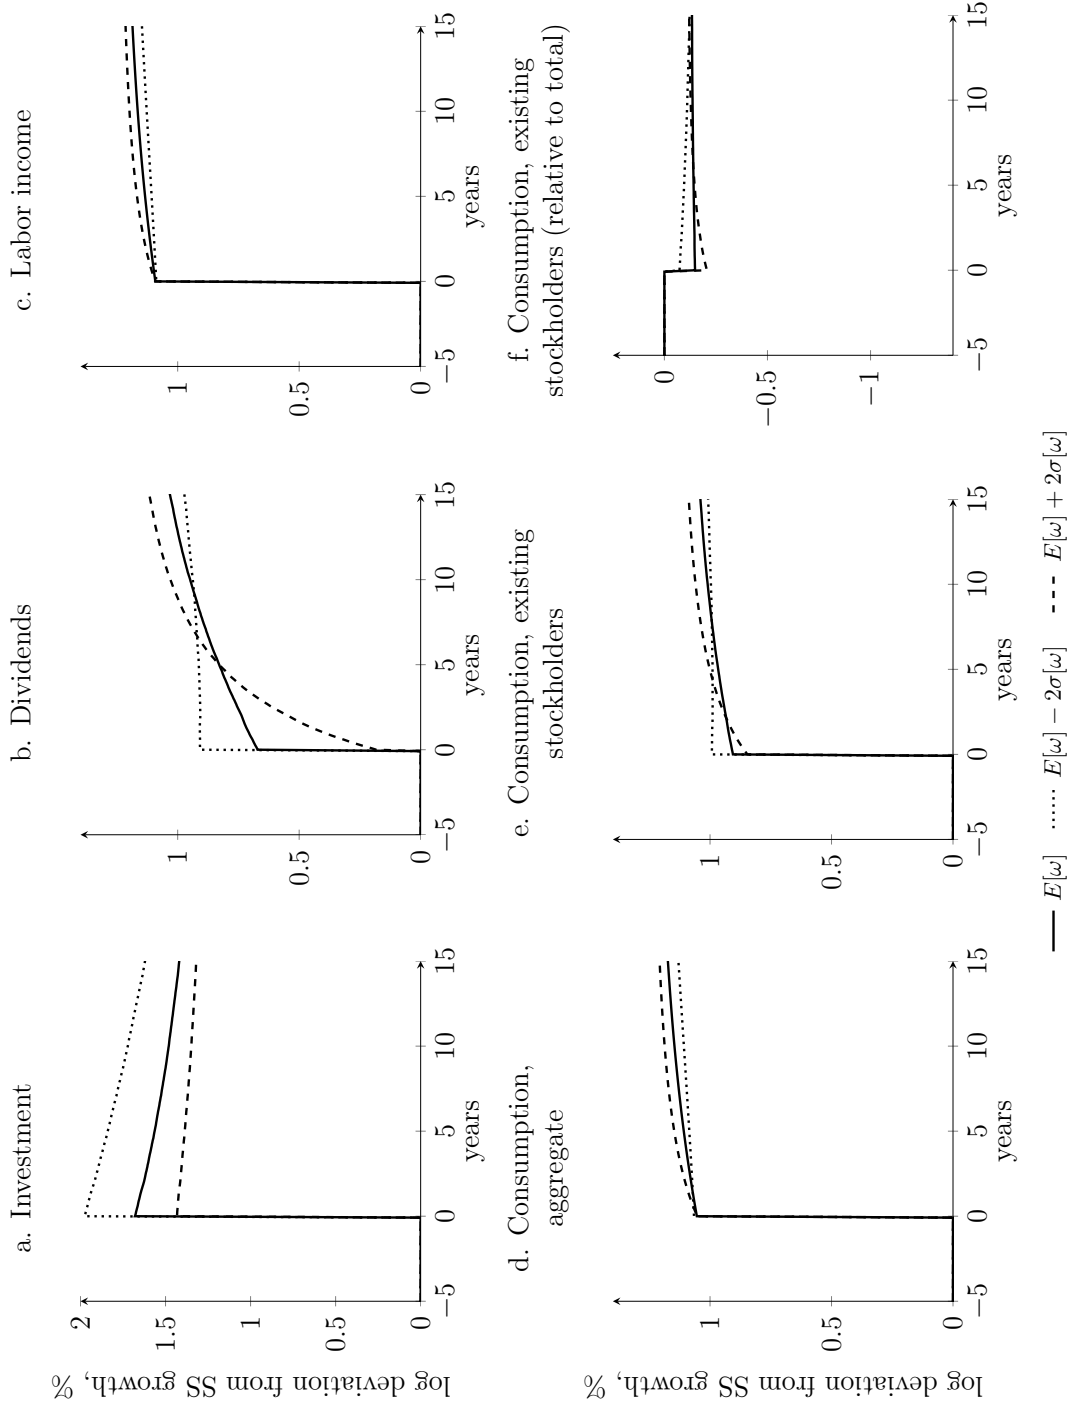 a. Investment
2
1.5
1
0.5
0
−5 0 5 10 15
years
log deviation from SS growth, %
b. Dividends
1
0.5
0
−5 0 5 10 15
years
c. Labor income
1
0.5
0
−5 0 5 10 15
years
d. Consumption,
aggregate
1
0.5
0
−5 0 5 10 15
years
log deviation from SS growth, %
e. Consumption, existing
stockholders
1
0.5
0
−5 0 5 10 15
years
f. Consumption, existing
stockholders (relative to total)
0
−0.5
−1
−5 0 5 10 15
years
E[ω] E[ω] − 2σ[ω] E[ω] + 2σ[ω]